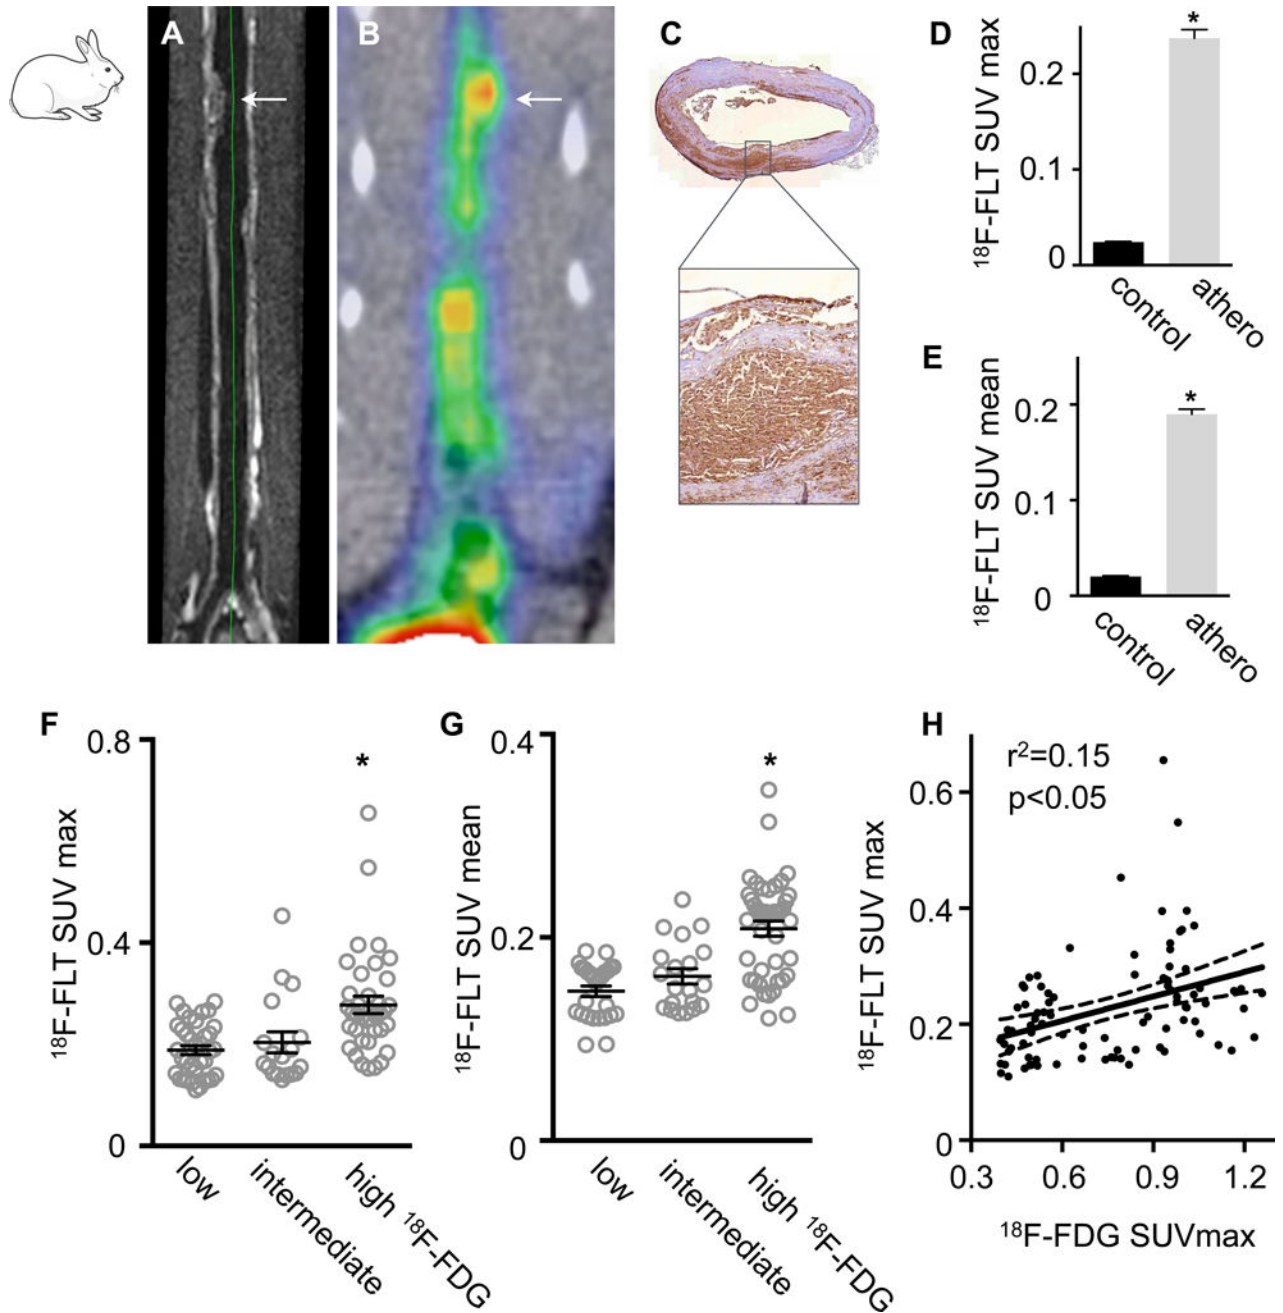 A
B
C
D
¹⁸F-FLT SUV max
0.2
0.1
0
*
control
athero
E
¹⁸F-FLT SUV mean
0.2
0.1
0
*
control
athero
F
¹⁸F-FLT SUV max
0.8
0.4
0
*
low
intermediate
high ¹⁸F-FDG
G
¹⁸F-FLT SUV mean
0.4
0.2
0
*
low
intermediate
high ¹⁸F-FDG
H
r²=0.15
p<0.05
¹⁸F-FLT SUV max
0.6
0.4
0.2
0
0.3
0.6
0.9
1.2
¹⁸F-FDG SUVmax